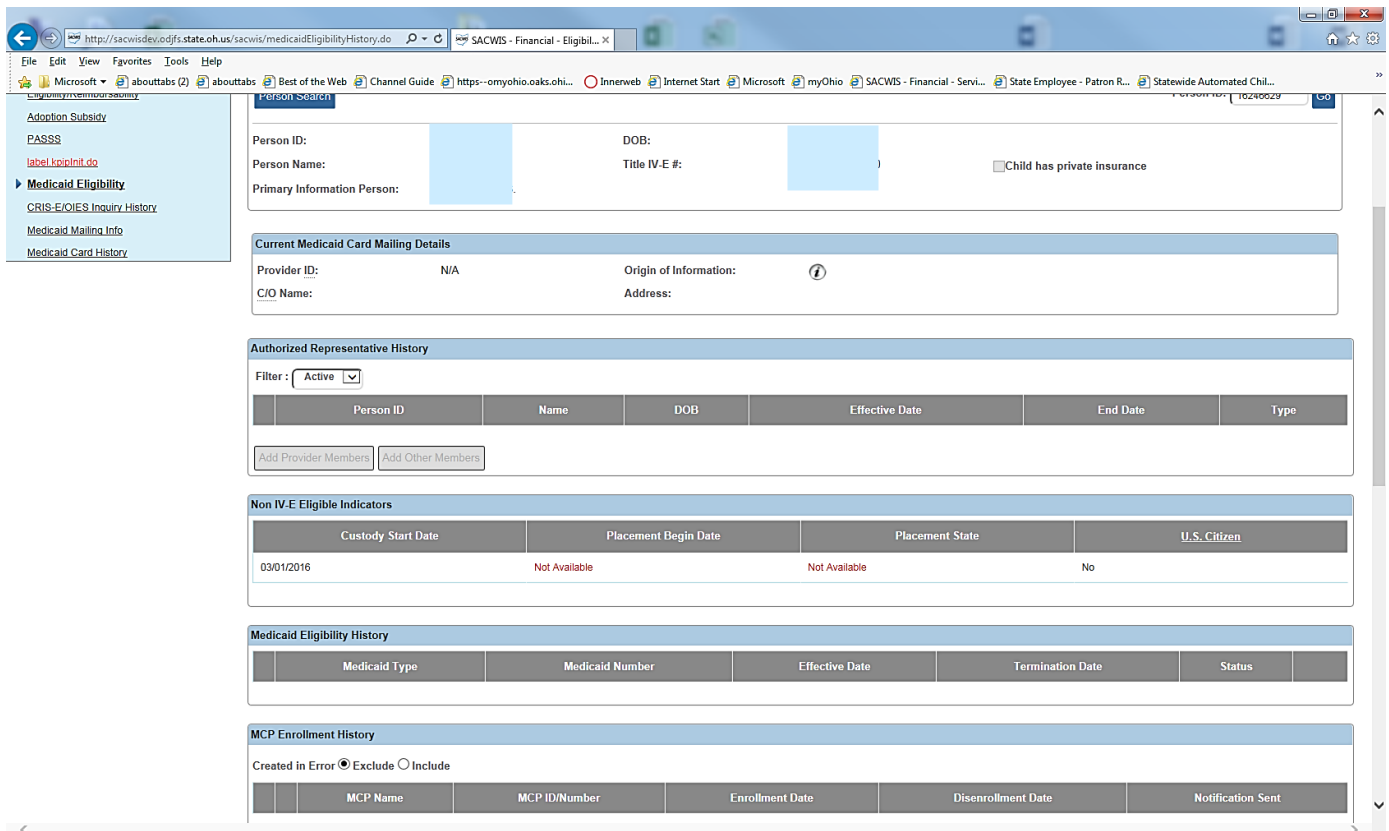 http://sacwisdev.odjfs.state.oh.us/sacwis/medicaidEligibilityHistory.do
SACWIS - Financial - Eligibil...
File Edit View Favorites Tools Help
Microsoft abouttabs (2) abouttabs Best of the Web Channel Guide https--omyohio.oaks.ohi... Innerweb Internet Start Microsoft myOhio SACWIS - Financial - Servi... State Employee - Patron R... Statewide Automated Chil...
Eligibility/Reimbursability
Person Search
Person ID: 16246629 Go
Adoption Subsidy
PASSS
label.kpipInit.do
Medicaid Eligibility
CRIS-E/OIES Inquiry History
Medicaid Mailing Info
Medicaid Card History
Person ID: DOB:
Person Name: Title IV-E #: Child has private insurance
Primary Information Person:
Current Medicaid Card Mailing Details
Provider ID: N/A Origin of Information:
C/O Name: Address:
Authorized Representative History
Filter : Active
Person ID Name DOB Effective Date End Date Type
Add Provider Members Add Other Members
Non IV-E Eligible Indicators
Custody Start Date Placement Begin Date Placement State U.S. Citizen
03/01/2016 Not Available Not Available No
Medicaid Eligibility History
Medicaid Type Medicaid Number Effective Date Termination Date Status
MCP Enrollment History
Created in Error Exclude Include
MCP Name MCP ID/Number Enrollment Date Disenrollment Date Notification Sent